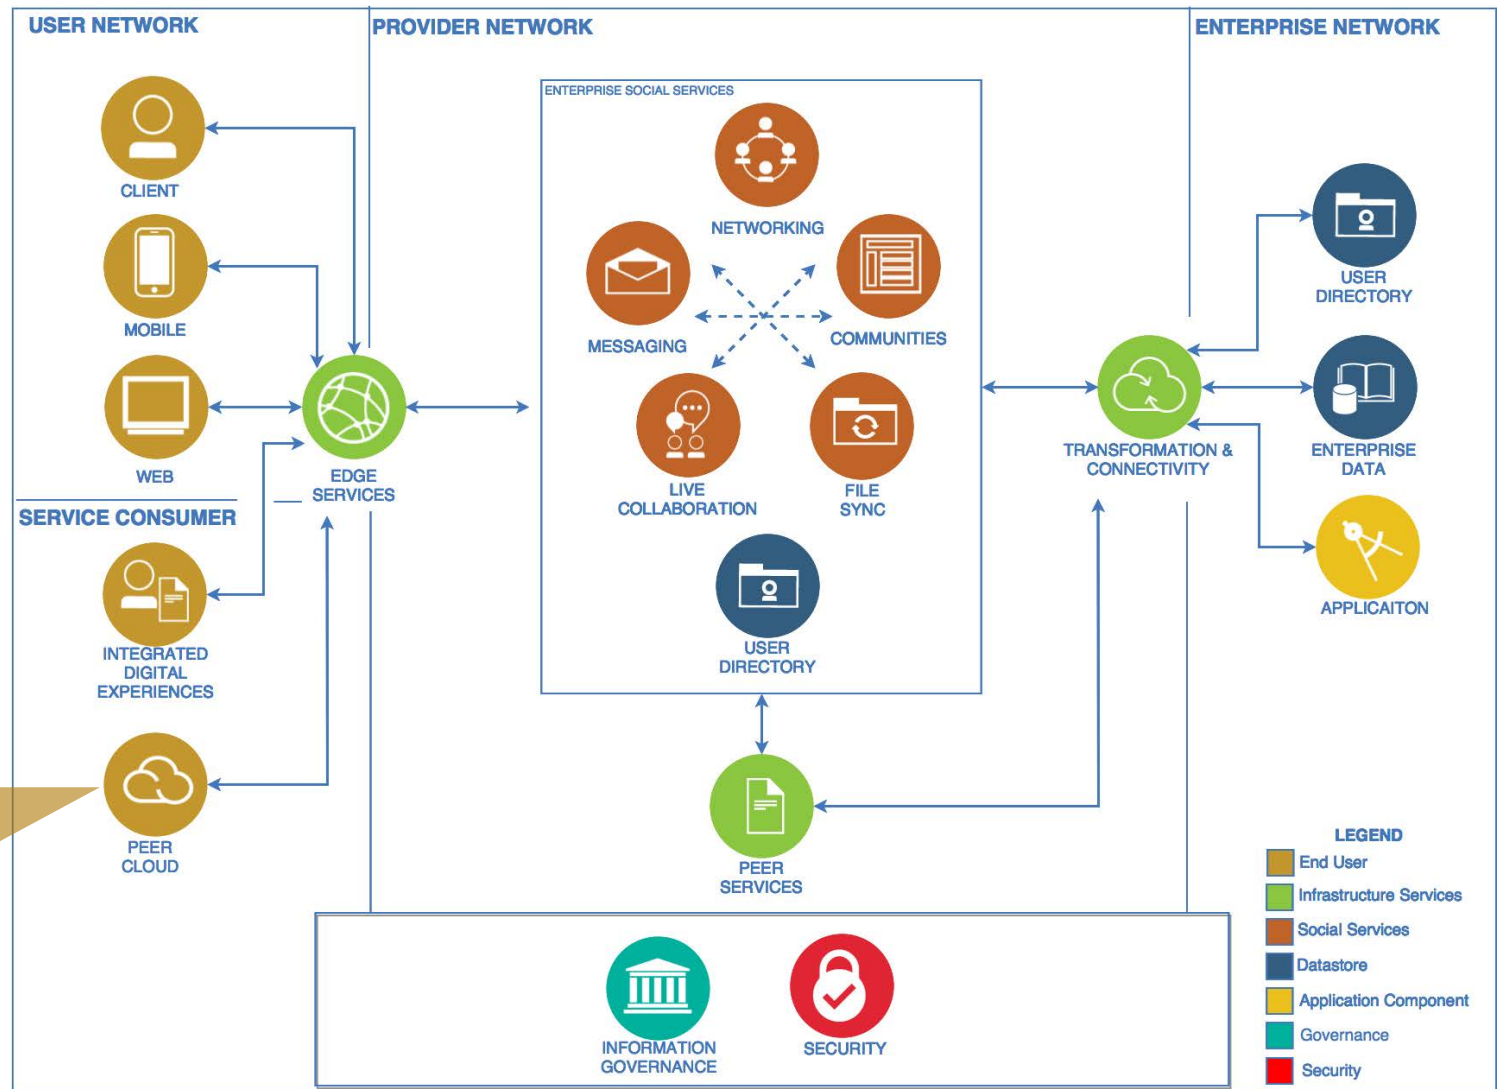 USER NETWORK
PROVIDER NETWORK
ENTERPRISE NETWORK
ENTERPRISE SOCIAL SERVICES
CLIENT
NETWORKING
MOBILE
MESSAGING
COMMUNITIES
USER
DIRECTORY
WEB
EDGE
SERVICES
LIVE
COLLABORATION
FILE
SYNC
TRANSFORMATION &
CONNECTIVITY
ENTERPRISE
DATA
SERVICE CONSUMER
APPLICAITON
INTEGRATED
DIGITAL
EXPERIENCES
USER
DIRECTORY
PEER
CLOUD
PEER
SERVICES
LEGEND
End User
Infrastructure Services
Social Services
Datastore
Application Component
Governance
Security
INFORMATION
GOVERNANCE
SECURITY